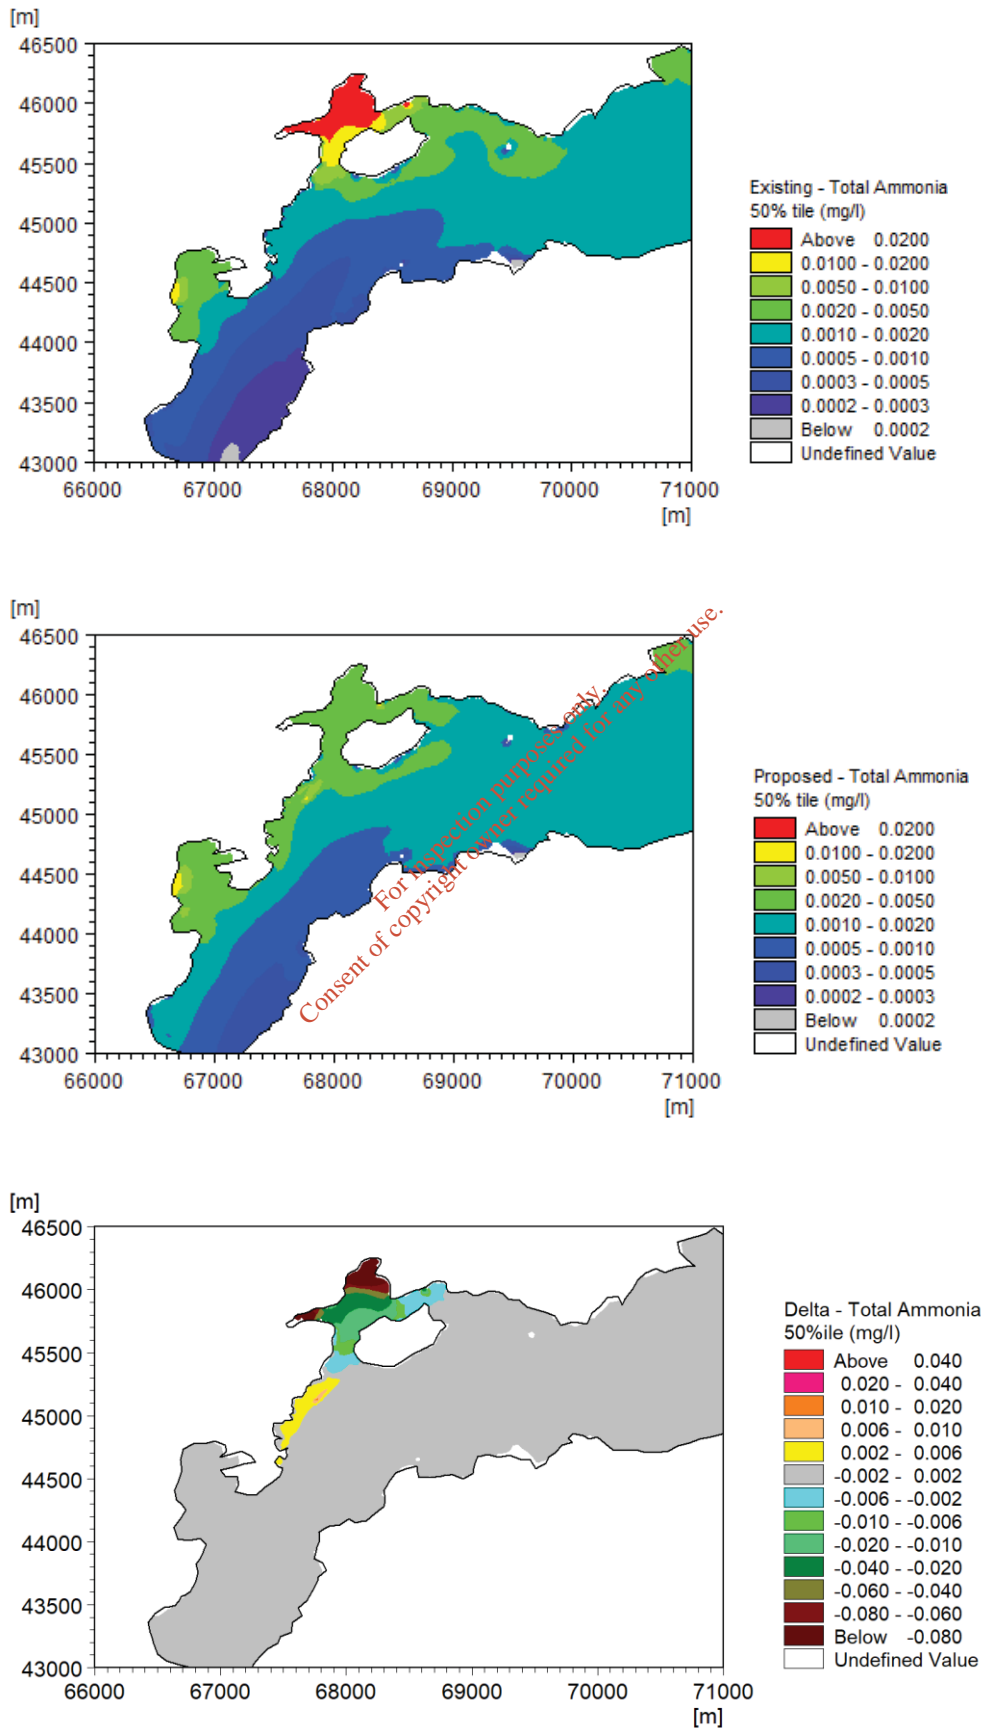 [m]
46500
46000
45500
45000
44500
44000
43500
43000
66000 67000 68000 69000 70000 71000
[m]
Existing - Total Ammonia
50% tile (mg/l)
Above 0.0200
0.0100 - 0.0200
0.0050 - 0.0100
0.0020 - 0.0050
0.0010 - 0.0020
0.0005 - 0.0010
0.0003 - 0.0005
0.0002 - 0.0003
Below 0.0002
Undefined Value
[m]
46500
46000
45500
45000
44500
44000
43500
43000
66000 67000 68000 69000 70000 71000
[m]
For inspection purposes only.
Consent of copyright owner required for any other use.
Proposed - Total Ammonia
50% tile (mg/l)
Above 0.0200
0.0100 - 0.0200
0.0050 - 0.0100
0.0020 - 0.0050
0.0010 - 0.0020
0.0005 - 0.0010
0.0003 - 0.0005
0.0002 - 0.0003
Below 0.0002
Undefined Value
[m]
46500
46000
45500
45000
44500
44000
43500
43000
66000 67000 68000 69000 70000 71000
[m]
Delta - Total Ammonia
50%ile (mg/l)
Above 0.040
0.020 - 0.040
0.010 - 0.020
0.006 - 0.010
0.002 - 0.006
-0.002 - 0.002
-0.006 - -0.002
-0.010 - -0.006
-0.020 - -0.010
-0.040 - -0.020
-0.060 - -0.040
-0.080 - -0.060
Below -0.080
Undefined Value